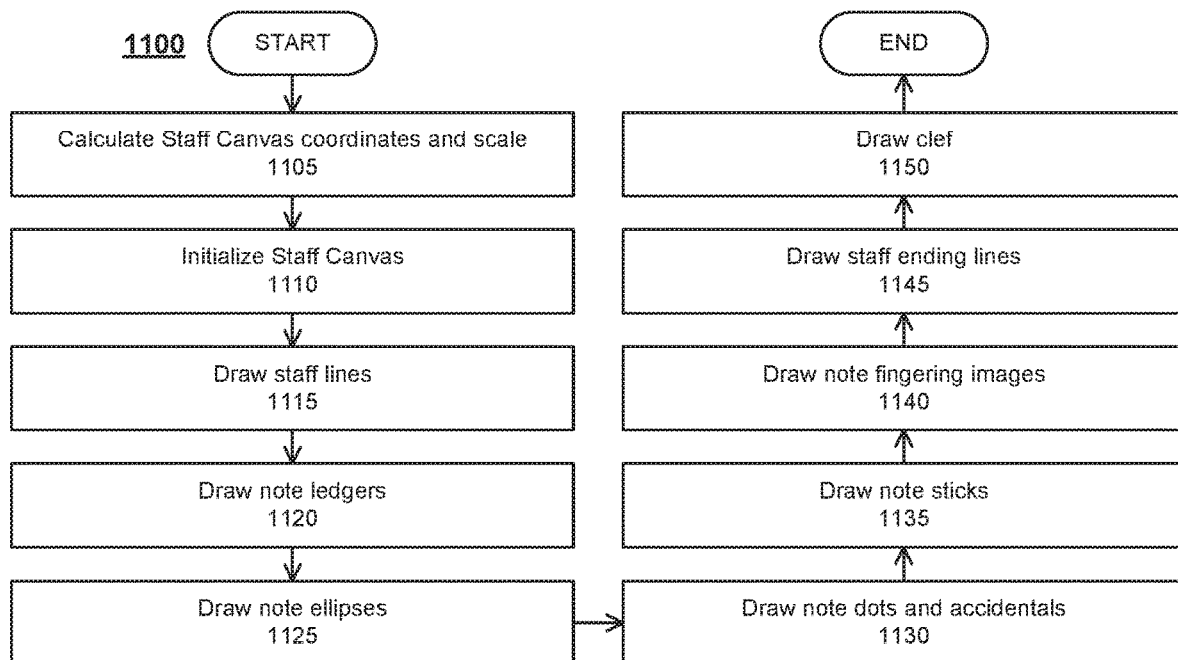 1100
START
Calculate Staff Canvas coordinates and scale
1105
Initialize Staff Canvas
1110
Draw staff lines
1115
Draw note ledgers
1120
Draw note ellipses
1125
Draw note dots and accidentals
1130
Draw note sticks
1135
Draw note fingering images
1140
Draw staff ending lines
1145
Draw clef
1150
END